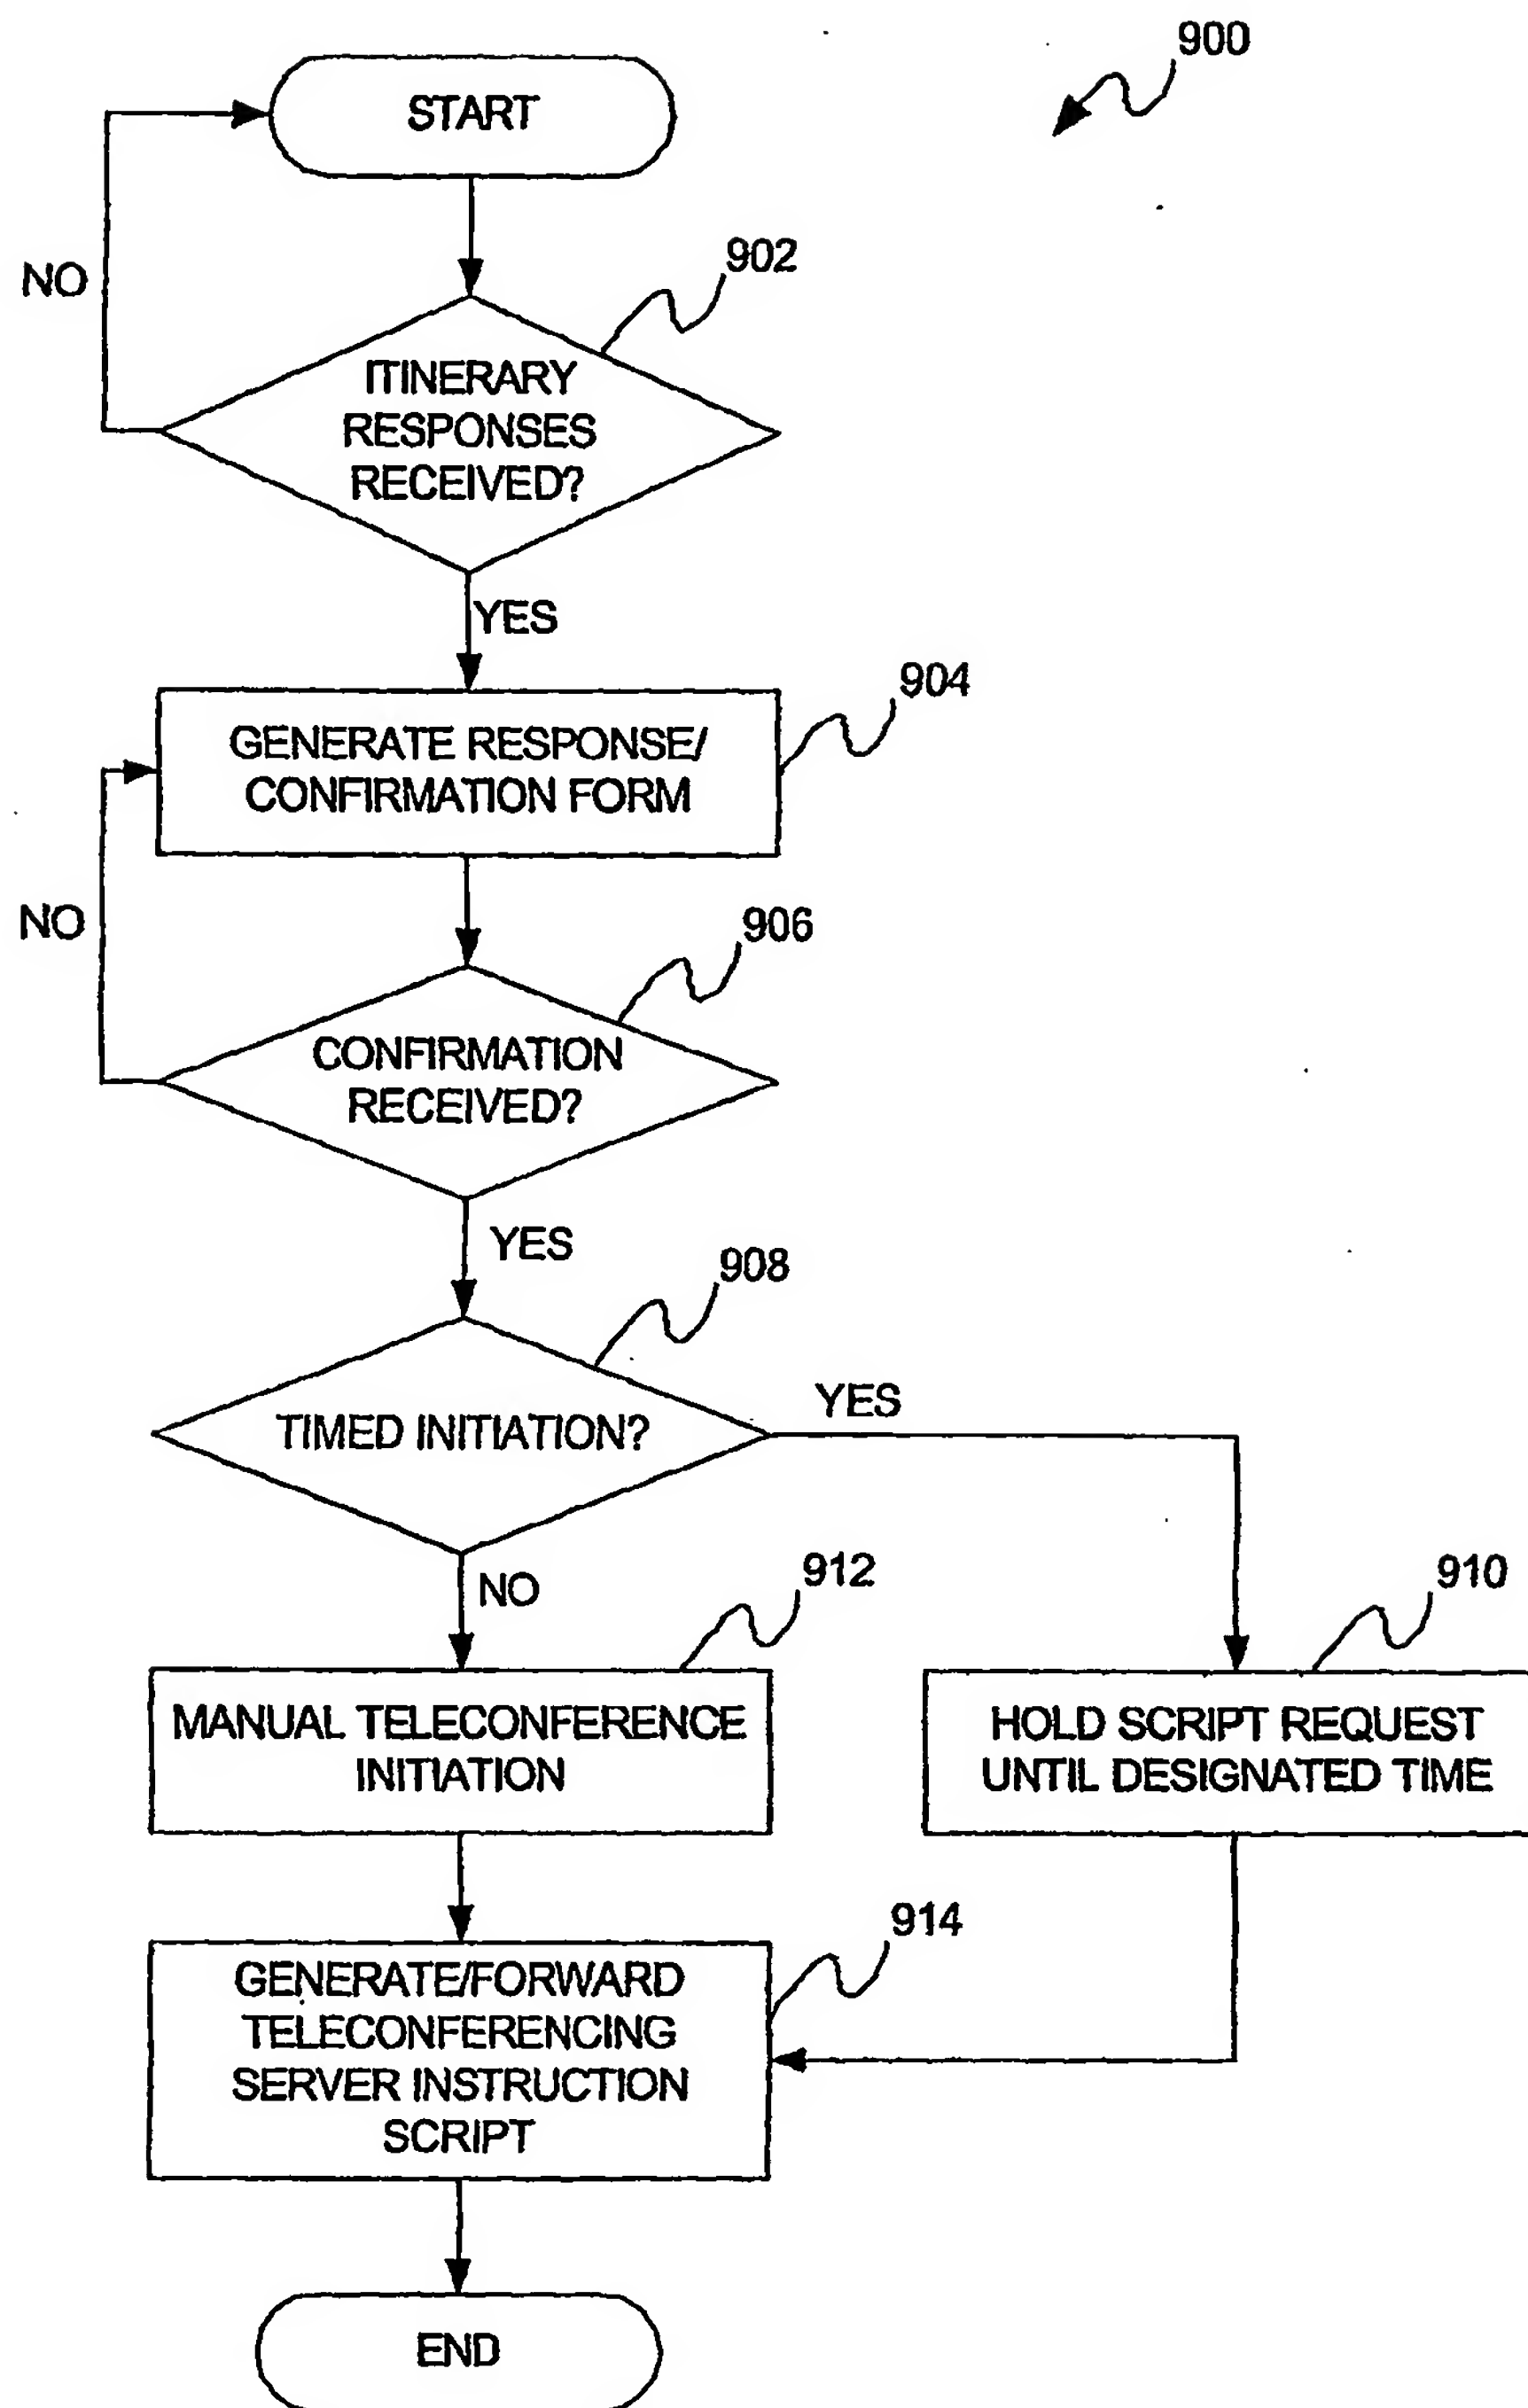 900
START
NO
902
ITINERARY
RESPONSES
RECEIVED?
YES
904
GENERATE RESPONSE/
CONFIRMATION FORM
NO
906
CONFIRMATION
RECEIVED?
YES
908
TIMED INITIATION?
YES
NO
912
910
MANUAL TELECONFERENCE
INITIATION
HOLD SCRIPT REQUEST
UNTIL DESIGNATED TIME
914
GENERATE/FORWARD
TELECONFERENCING
SERVER INSTRUCTION
SCRIPT
END